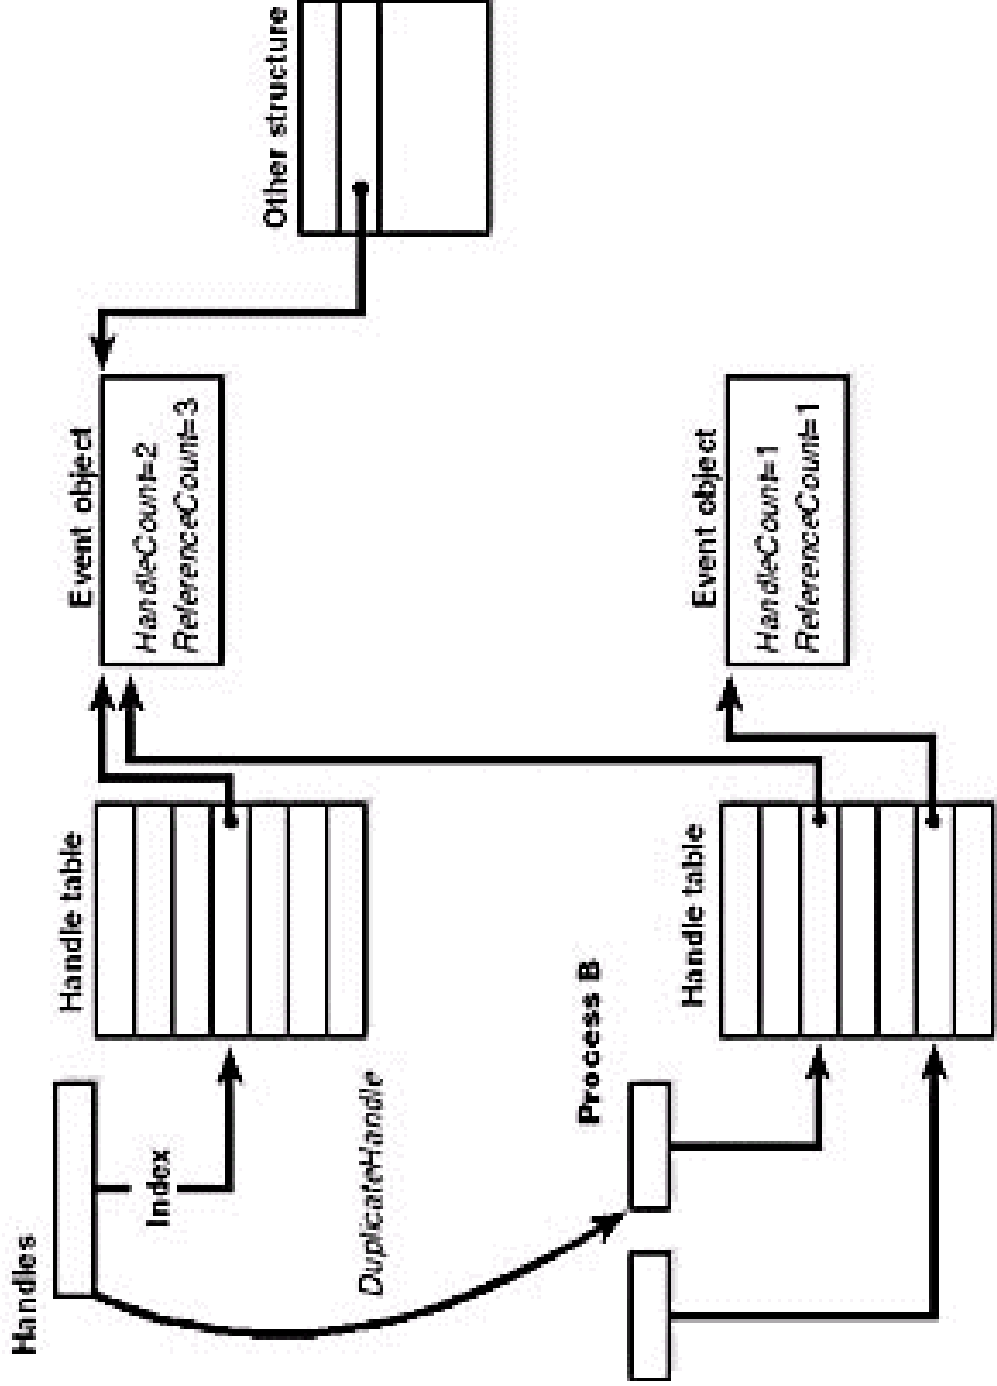 Handles
Index
Handle table
Event object
HandleCount=2
ReferenceCount=3
Other structure
DuplicateHandle
Process B
Handle table
Event object
HandleCount=1
ReferenceCount=1